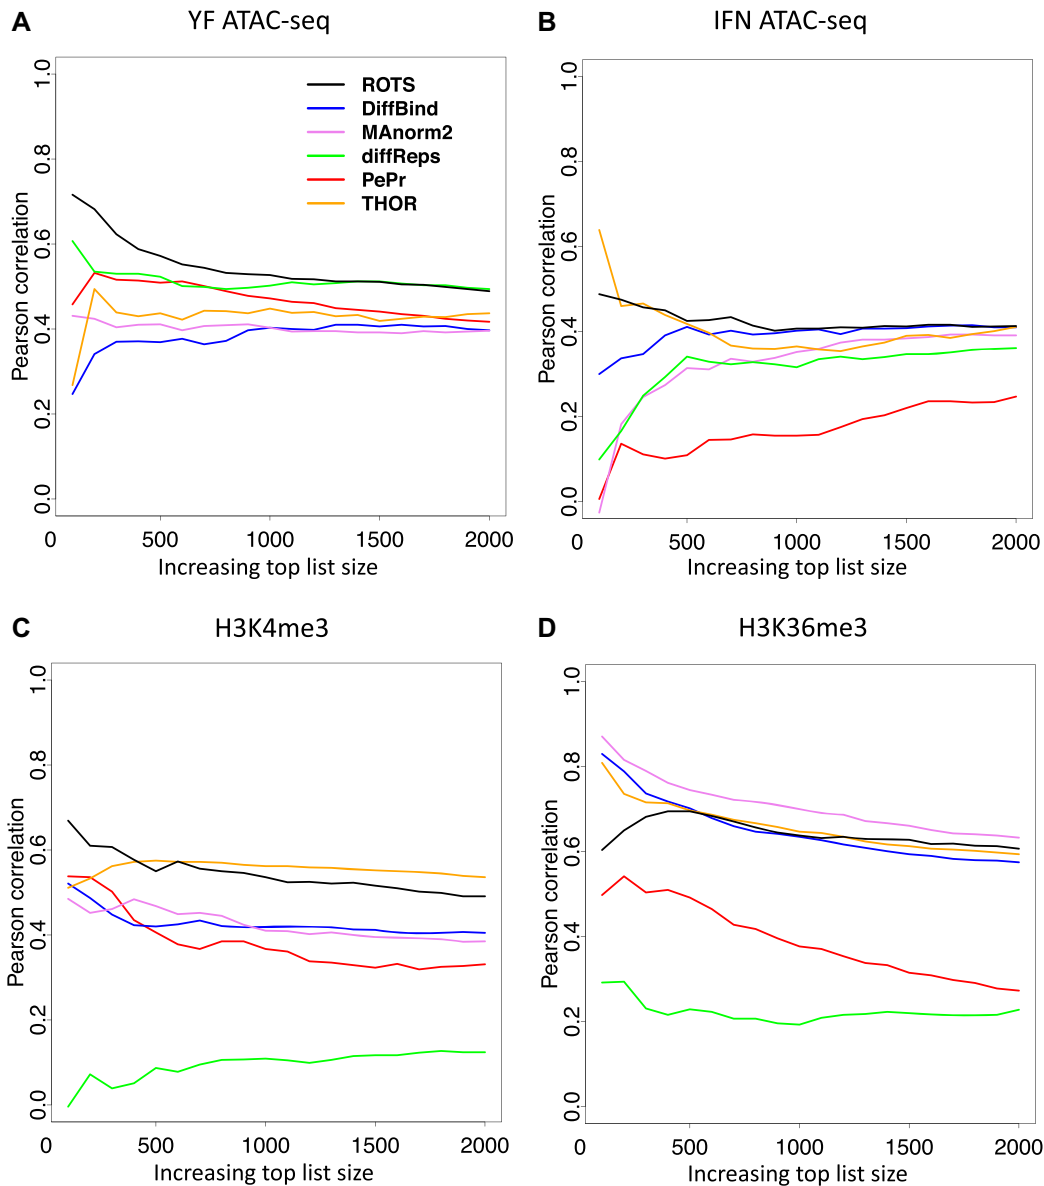 A
YF ATAC-seq
Pearson correlation
0.0 0.2 0.4 0.6 0.8 1.0
ROTS
DiffBind
MAnorm2
diffReps
PePr
THOR
0 500 1000 1500 2000
Increasing top list size
B
IFN ATAC-seq
Pearson correlation
0.0 0.2 0.4 0.6 0.8 1.0
0 500 1000 1500 2000
Increasing top list size
C
H3K4me3
Pearson correlation
0.0 0.2 0.4 0.6 0.8 1.0
0 500 1000 1500 2000
Increasing top list size
D
H3K36me3
Pearson correlation
0.0 0.2 0.4 0.6 0.8 1.0
0 500 1000 1500 2000
Increasing top list size